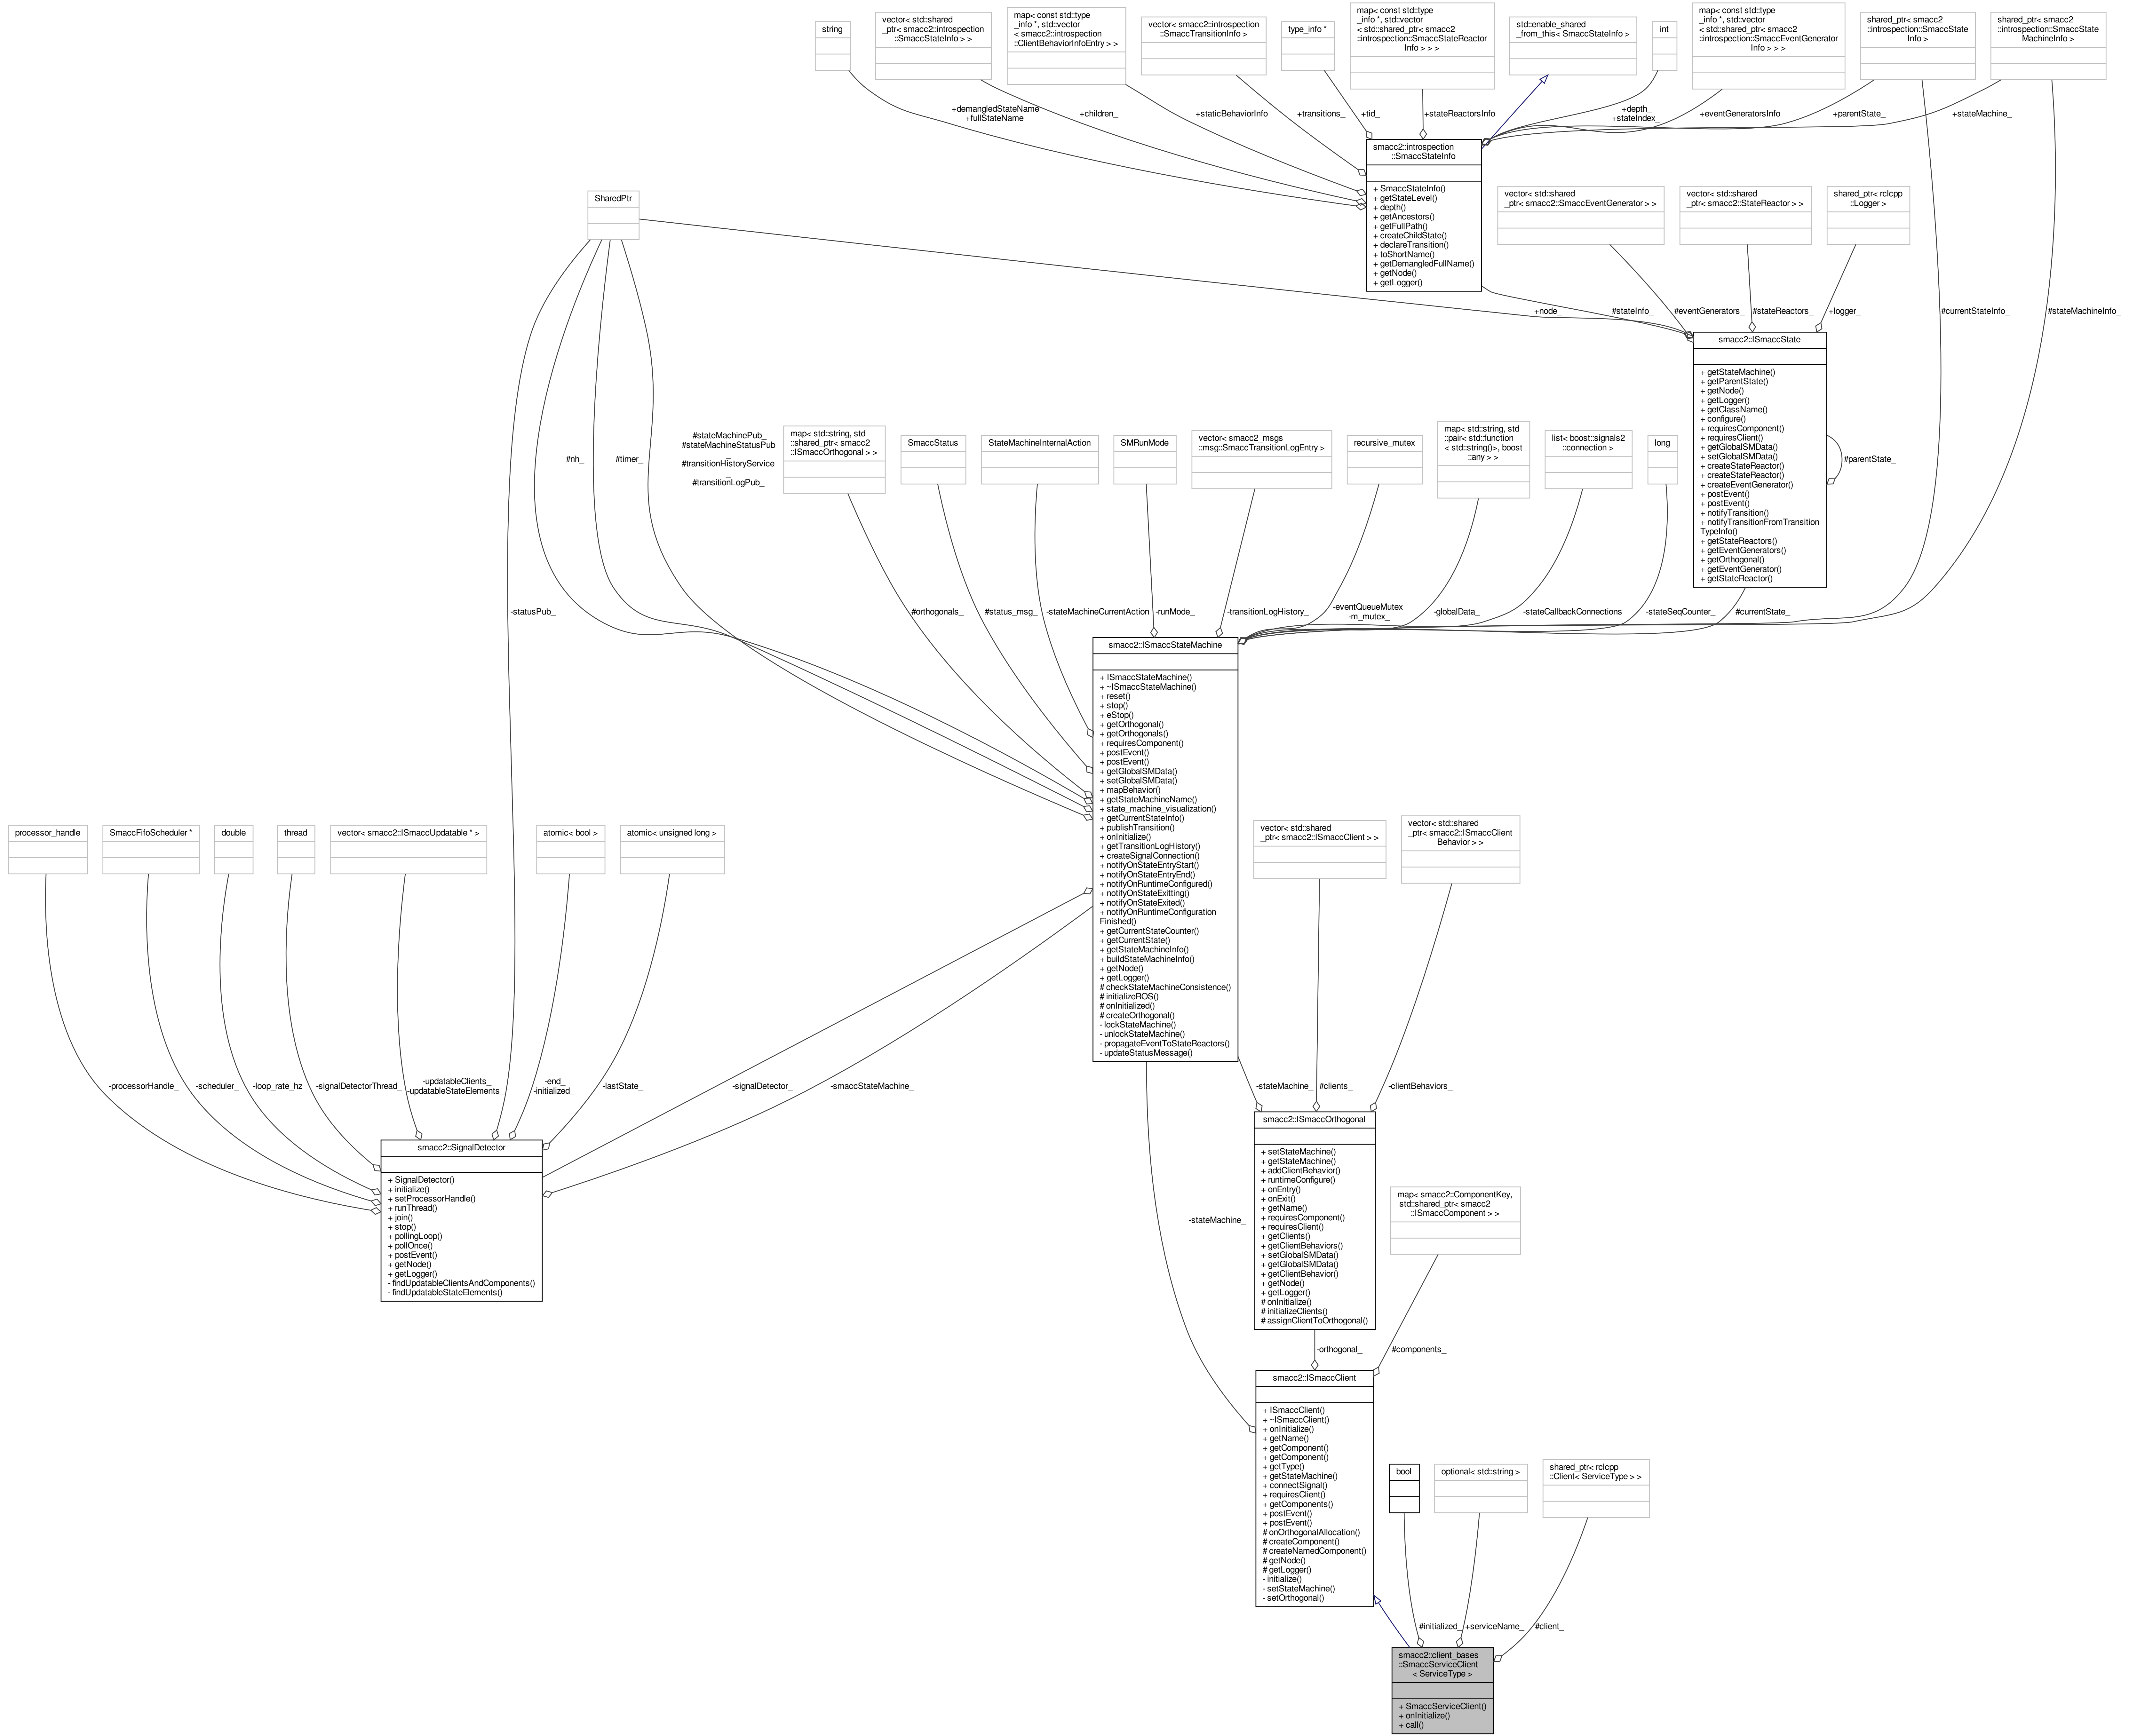 string
vector< std::shared
_ptr< smacc2::introspection
::SmaccStateInfo > >
map< const std::type
_info *, std::vector
< smacc2::introspection
::ClientBehaviorInfoEntry > >
vector< smacc2::introspection
::SmaccTransitionInfo >
type_info *
map< const std::type
_info *, std::vector
< std::shared_ptr< smacc2
::introspection::SmaccStateReactor
Info > > >
std::enable_shared
_from_this< SmaccStateInfo >
int
map< const std::type
_info *, std::vector
< std::shared_ptr< smacc2
::introspection::SmaccEventGenerator
Info > > >
shared_ptr< smacc2
::introspection::SmaccState
Info >
shared_ptr< smacc2
::introspection::SmaccState
MachineInfo >
+demangledStateName
+fullStateName
+children_
+staticBehaviorInfo
+transitions_
+tid_
+stateReactorsInfo
+depth_
+stateIndex_
+eventGeneratorsInfo
+parentState_
+stateMachine_
smacc2::introspection
::SmaccStateInfo
+ SmaccStateInfo()
+ getStateLevel()
+ depth()
+ getAncestors()
+ getFullPath()
+ createChildState()
+ declareTransition()
+ toShortName()
+ getDemangledFullName()
+ getNode()
+ getLogger()
SharedPtr
vector< std::shared
_ptr< smacc2::SmaccEventGenerator > >
vector< std::shared
_ptr< smacc2::StateReactor > >
shared_ptr< rclcpp
::Logger >
+node_
#stateInfo_
#eventGenerators_
#stateReactors_
+logger_
#currentStateInfo_
#stateMachineInfo_
smacc2::ISmaccState
+ getStateMachine()
+ getParentState()
+ getNode()
+ getLogger()
+ getClassName()
+ configure()
+ requiresComponent()
+ requiresClient()
+ getGlobalSMData()
+ setGlobalSMData()
+ createStateReactor()
+ createStateReactor()
+ createEventGenerator()
+ postEvent()
+ postEvent()
+ notifyTransition()
+ notifyTransitionFromTransition
TypeInfo()
+ getStateReactors()
+ getEventGenerators()
+ getOrthogonal()
+ getEventGenerator()
+ getStateReactor()
#parentState_
#nh_
#timer_
#stateMachinePub_
#stateMachineStatusPub
_
#transitionHistoryService
_
#transitionLogPub_
map< std::string, std
::shared_ptr< smacc2
::ISmaccOrthogonal > >
SmaccStatus
StateMachineInternalAction
SMRunMode
vector< smacc2_msgs
::msg::SmaccTransitionLogEntry >
recursive_mutex
map< std::string, std
::pair< std::function
< std::string()>, boost
::any > >
list< boost::signals2
::connection >
long
-statusPub_
#orthogonals_
#status_msg_
-stateMachineCurrentAction
-runMode_
-transitionLogHistory_
-eventQueueMutex_
-m_mutex_
-globalData_
-stateCallbackConnections
-stateSeqCounter_
#currentState_
smacc2::ISmaccStateMachine
+ ISmaccStateMachine()
+ ~ISmaccStateMachine()
+ reset()
+ stop()
+ eStop()
+ getOrthogonal()
+ getOrthogonals()
+ requiresComponent()
+ postEvent()
+ postEvent()
+ getGlobalSMData()
+ setGlobalSMData()
+ mapBehavior()
+ getStateMachineName()
+ state_machine_visualization()
+ getCurrentStateInfo()
+ publishTransition()
+ onInitialize()
+ getTransitionLogHistory()
+ createSignalConnection()
+ notifyOnStateEntryStart()
+ notifyOnStateEntryEnd()
+ notifyOnRuntimeConfigured()
+ notifyOnStateExitting()
+ notifyOnStateExited()
+ notifyOnRuntimeConfiguration
Finished()
+ getCurrentStateCounter()
+ getCurrentState()
+ getStateMachineInfo()
+ buildStateMachineInfo()
+ getNode()
+ getLogger()
# checkStateMachineConsistence()
# initializeROS()
# onInitialized()
# createOrthogonal()
- lockStateMachine()
- unlockStateMachine()
- propagateEventToStateReactors()
- updateStatusMessage()
processor_handle
SmaccFifoScheduler *
double
thread
vector< smacc2::ISmaccUpdatable * >
atomic< bool >
atomic< unsigned long >
vector< std::shared
_ptr< smacc2::ISmaccClient > >
vector< std::shared
_ptr< smacc2::ISmaccClient
Behavior > >
-processorHandle_
-scheduler_
-loop_rate_hz
-signalDetectorThread_
-updatableClients_
-updatableStateElements_
-end_
-initialized_
-lastState_
-signalDetector_
-smaccStateMachine_
-stateMachine_
#clients_
-clientBehaviors_
smacc2::SignalDetector
+ SignalDetector()
+ initialize()
+ setProcessorHandle()
+ runThread()
+ join()
+ stop()
+ pollingLoop()
+ pollOnce()
+ postEvent()
+ getNode()
+ getLogger()
- findUpdatableClientsAndComponents()
- findUpdatableStateElements()
smacc2::ISmaccOrthogonal
+ setStateMachine()
+ getStateMachine()
+ addClientBehavior()
+ runtimeConfigure()
+ onEntry()
+ onExit()
+ getName()
+ requiresComponent()
+ requiresClient()
+ getClients()
+ getClientBehaviors()
+ setGlobalSMData()
+ getGlobalSMData()
+ getClientBehavior()
+ getNode()
+ getLogger()
# onInitialize()
# initializeClients()
# assignClientToOrthogonal()
map< smacc2::ComponentKey,
std::shared_ptr< smacc2
::ISmaccComponent > >
-stateMachine_
-orthogonal_
#components_
smacc2::ISmaccClient
+ ISmaccClient()
+ ~ISmaccClient()
+ onInitialize()
+ getName()
+ getComponent()
+ getComponent()
+ getType()
+ getStateMachine()
+ connectSignal()
+ requiresClient()
+ getComponents()
+ postEvent()
+ postEvent()
# onOrthogonalAllocation()
# createComponent()
# createNamedComponent()
# getNode()
# getLogger()
- initialize()
- setStateMachine()
- setOrthogonal()
bool
optional< std::string >
shared_ptr< rclcpp
::Client< ServiceType > >
#initialized_
+serviceName_
#client_
smacc2::client_bases
::SmaccServiceClient
< ServiceType >
+ SmaccServiceClient()
+ onInitialize()
+ call()